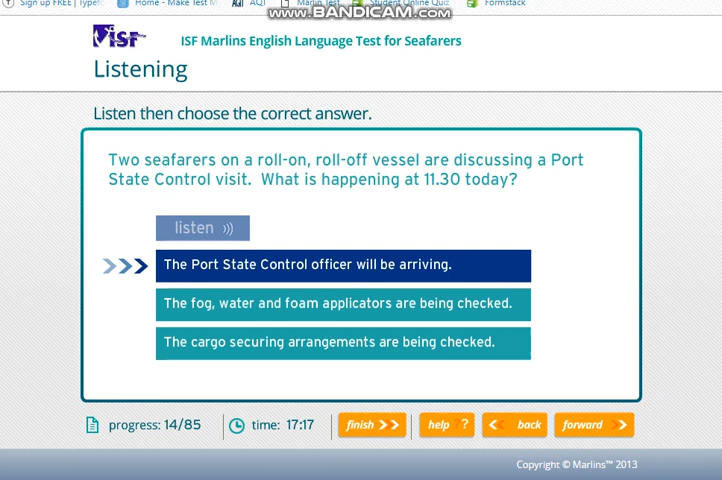 Sign up FREE | Typefo
Home - Make Test M
AQI
AQI
Marlin Test
Student Online Quiz
Formstack
www.BANDICAM.com
ISF
ISF Marlins English Language Test for Seafarers
Listening
Listen then choose the correct answer.
Two seafarers on a roll-on, roll-off vessel are discussing a Port
State Control visit. What is happening at 11.30 today?
listen
The Port State Control officer will be arriving.
The fog, water and foam applicators are being checked.
The cargo securing arrangements are being checked.
progress: 14/85
time: 17:17
finish
help ??
back
forward
Copyright © Marlins™ 2013